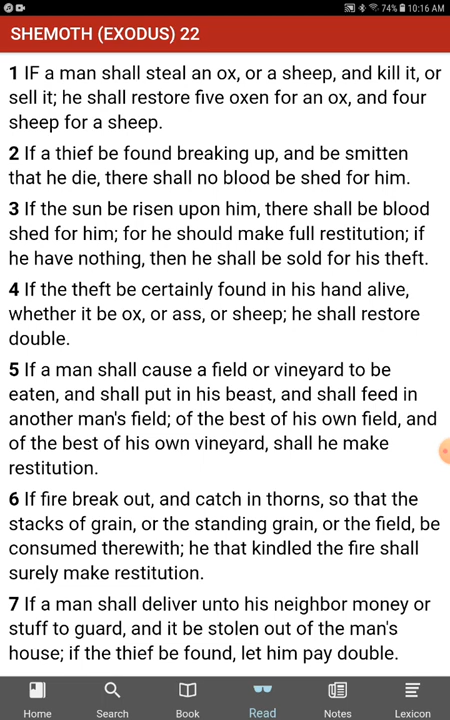 74% 10:16 AM
SHEMOTH (EXODUS) 22
1 IF a man shall steal an ox, or a sheep, and kill it, or
sell it; he shall restore five oxen for an ox, and four
sheep for a sheep.
2 If a thief be found breaking up, and be smitten
that he die, there shall no blood be shed for him.
3 If the sun be risen upon him, there shall be blood
shed for him; for he should make full restitution; if
he have nothing, then he shall be sold for his theft.
4 If the theft be certainly found in his hand alive,
whether it be ox, or ass, or sheep; he shall restore
double.
5 If a man shall cause a field or vineyard to be
eaten, and shall put in his beast, and shall feed in
another man's field; of the best of his own field, and
of the best of his own vineyard, shall he make
restitution.
6 If fire break out, and catch in thorns, so that the
stacks of grain, or the standing grain, or the field, be
consumed therewith; he that kindled the fire shall
surely make restitution.
7 If a man shall deliver unto his neighbor money or
stuff to guard, and it be stolen out of the man's
house; if the thief be found, let him pay double.
Home Search Book Read Notes Lexicon